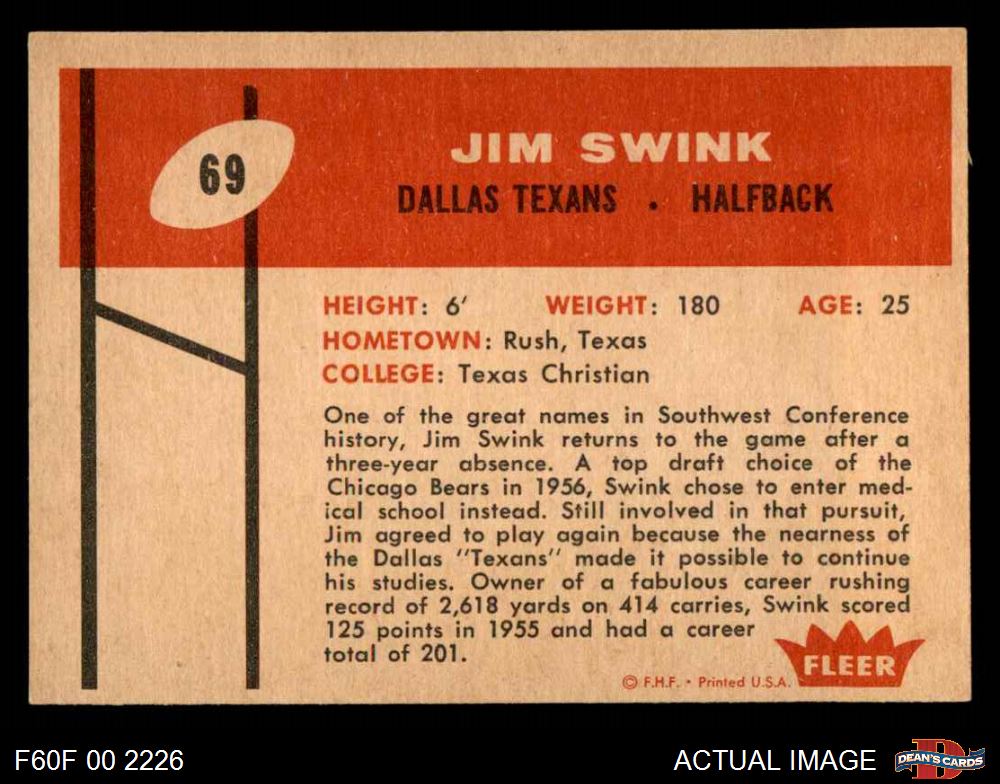 69
JIM SWINK
DALLAS TEXANS . HALFBACK
HEIGHT: 6' WEIGHT: 180 AGE: 25
HOMETOWN: Rush, Texas
COLLEGE: Texas Christian
One of the great names in Southwest Conference
history, Jim Swink returns to the game after a
three-year absence. A top draft choice of the
Chicago Bears in 1956, Swink chose to enter med-
ical school instead. Still involved in that pursuit,
Jim agreed to play again because the nearness of
the Dallas "Texans" made it possible to continue
his studies. Owner of a fabulous career rushing
record of 2,618 yards on 414 carries, Swink scored
125 points in 1955 and had a career
total of 201.
FLEER
© F.H.F. • Printed U.S.A.
F60F 00 2226
ACTUAL IMAGE
D
DEAN'S CARDS